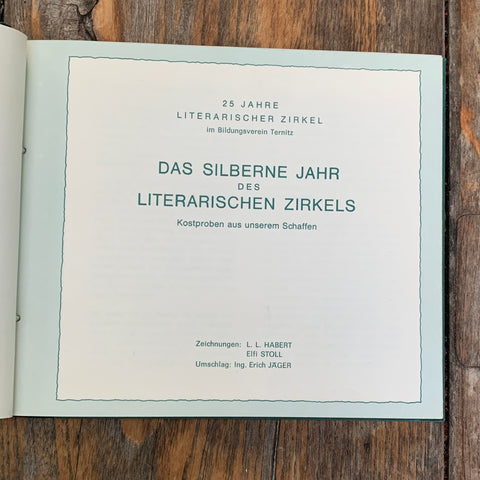 25 JAHRE
LITERARISCHER ZIRKEL
im Bildungsverein Ternitz
DAS SILBERNE JAHR
DES
LITERARISCHEN ZIRKELS
Kostproben aus unserem Schaffen
Zeichnungen: L. L. HABERT
Elfi STOLL
Umschlag: Ing. Erich JÄGER